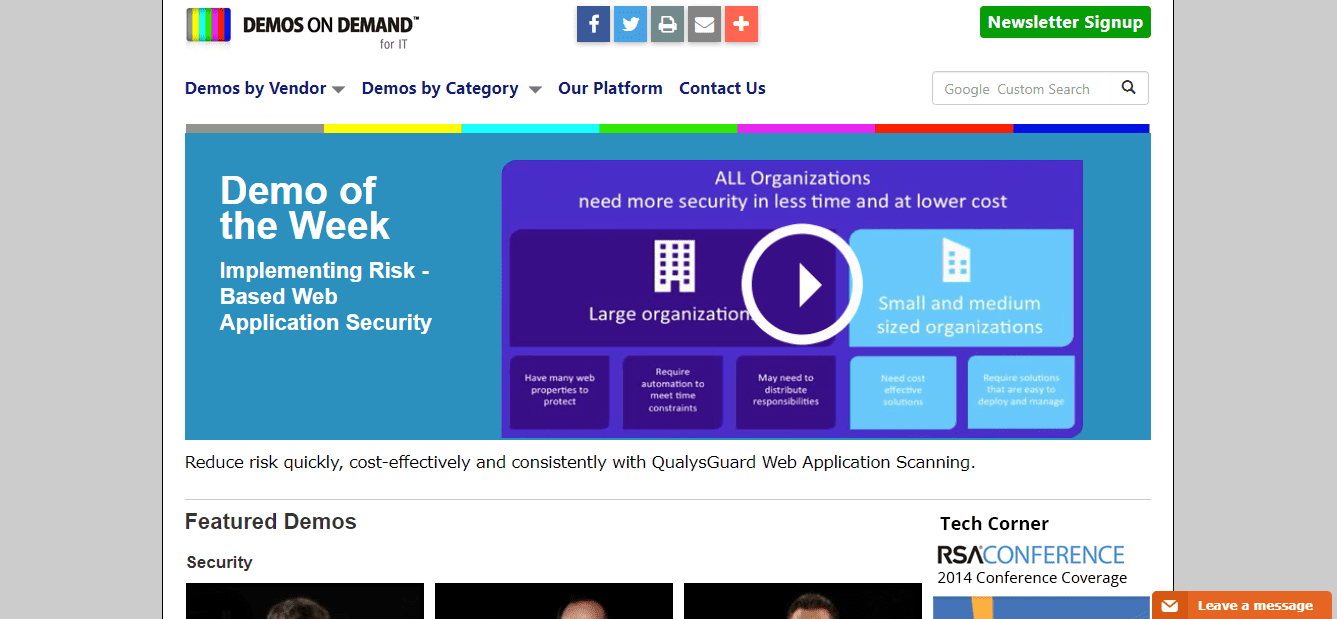 DEMOS ON DEMAND™
for IT
Newsletter Signup
Demos by Vendor
Demos by Category
Our Platform
Contact Us
Google Custom Search
Demo of
the Week
Implementing Risk -
Based Web
Application Security
ALL Organizations
need more security in less time and at lower cost
Large organization
Small and medium
sized organizations
Have many web
properties to
protect
Require
automation to
meet time
constraints
May need to
distribute
responsibilities
Need cost
effective
solutions
Require solutions
that are easy to
deploy and manage
Reduce risk quickly, cost-effectively and consistently with QualysGuard Web Application Scanning.
Featured Demos
Security
Tech Corner
RSACONFERENCE
2014 Conference Coverage
Leave a message